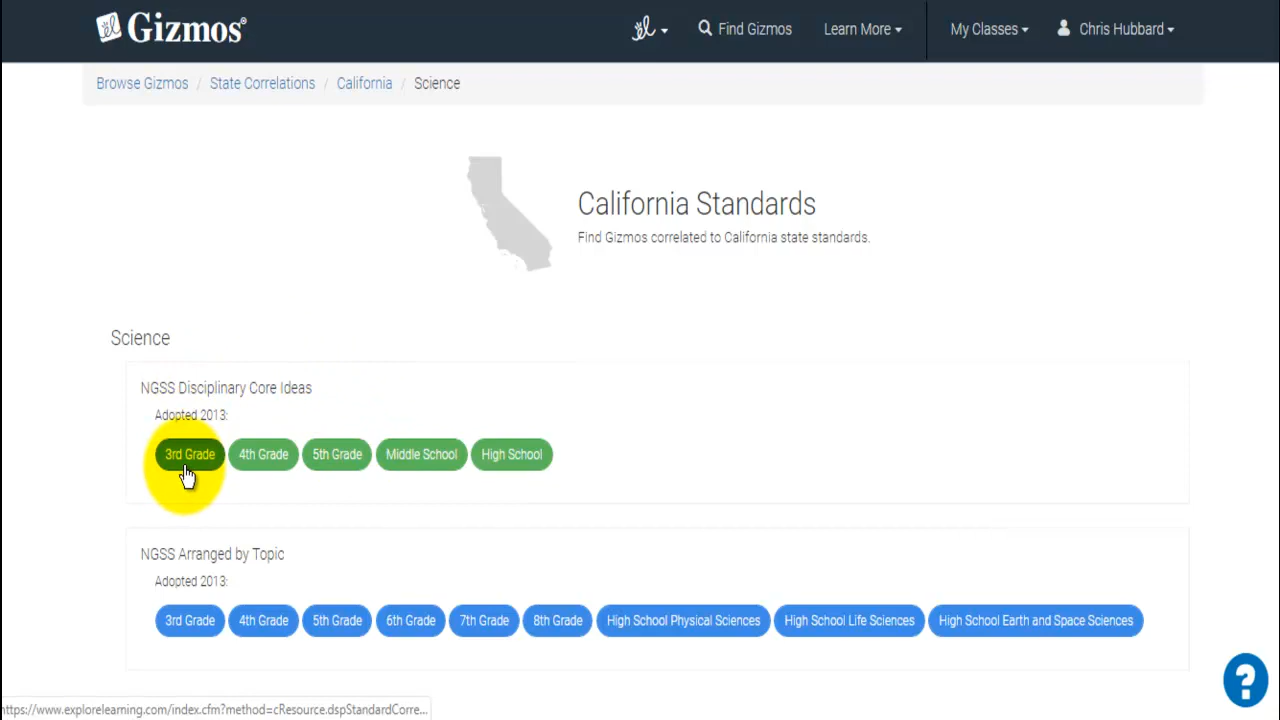 Gizmos®
Find Gizmos
Learn More
My Classes
Chris Hubbard
Browse Gizmos / State Correlations / California / Science
California Standards
Find Gizmos correlated to California state standards.
Science
NGSS Disciplinary Core Ideas
Adopted 2013:
3rd Grade 4th Grade 5th Grade Middle School High School
NGSS Arranged by Topic
Adopted 2013:
3rd Grade 4th Grade 5th Grade 6th Grade 7th Grade 8th Grade High School Physical Sciences High School Life Sciences High School Earth and Space Sciences
?
https://www.explorelearning.com/index.cfm?method=cResource.dspStandardCorre...